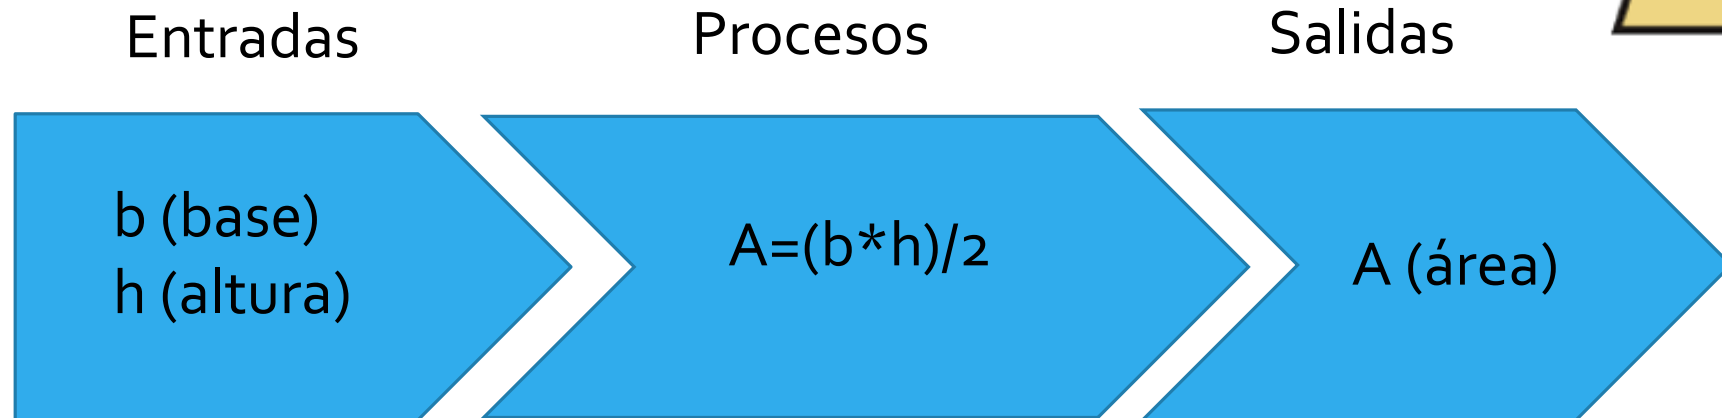 Entradas
Procesos
Salidas
b (base)
h (altura)
A=(b*h)/2
A (área)